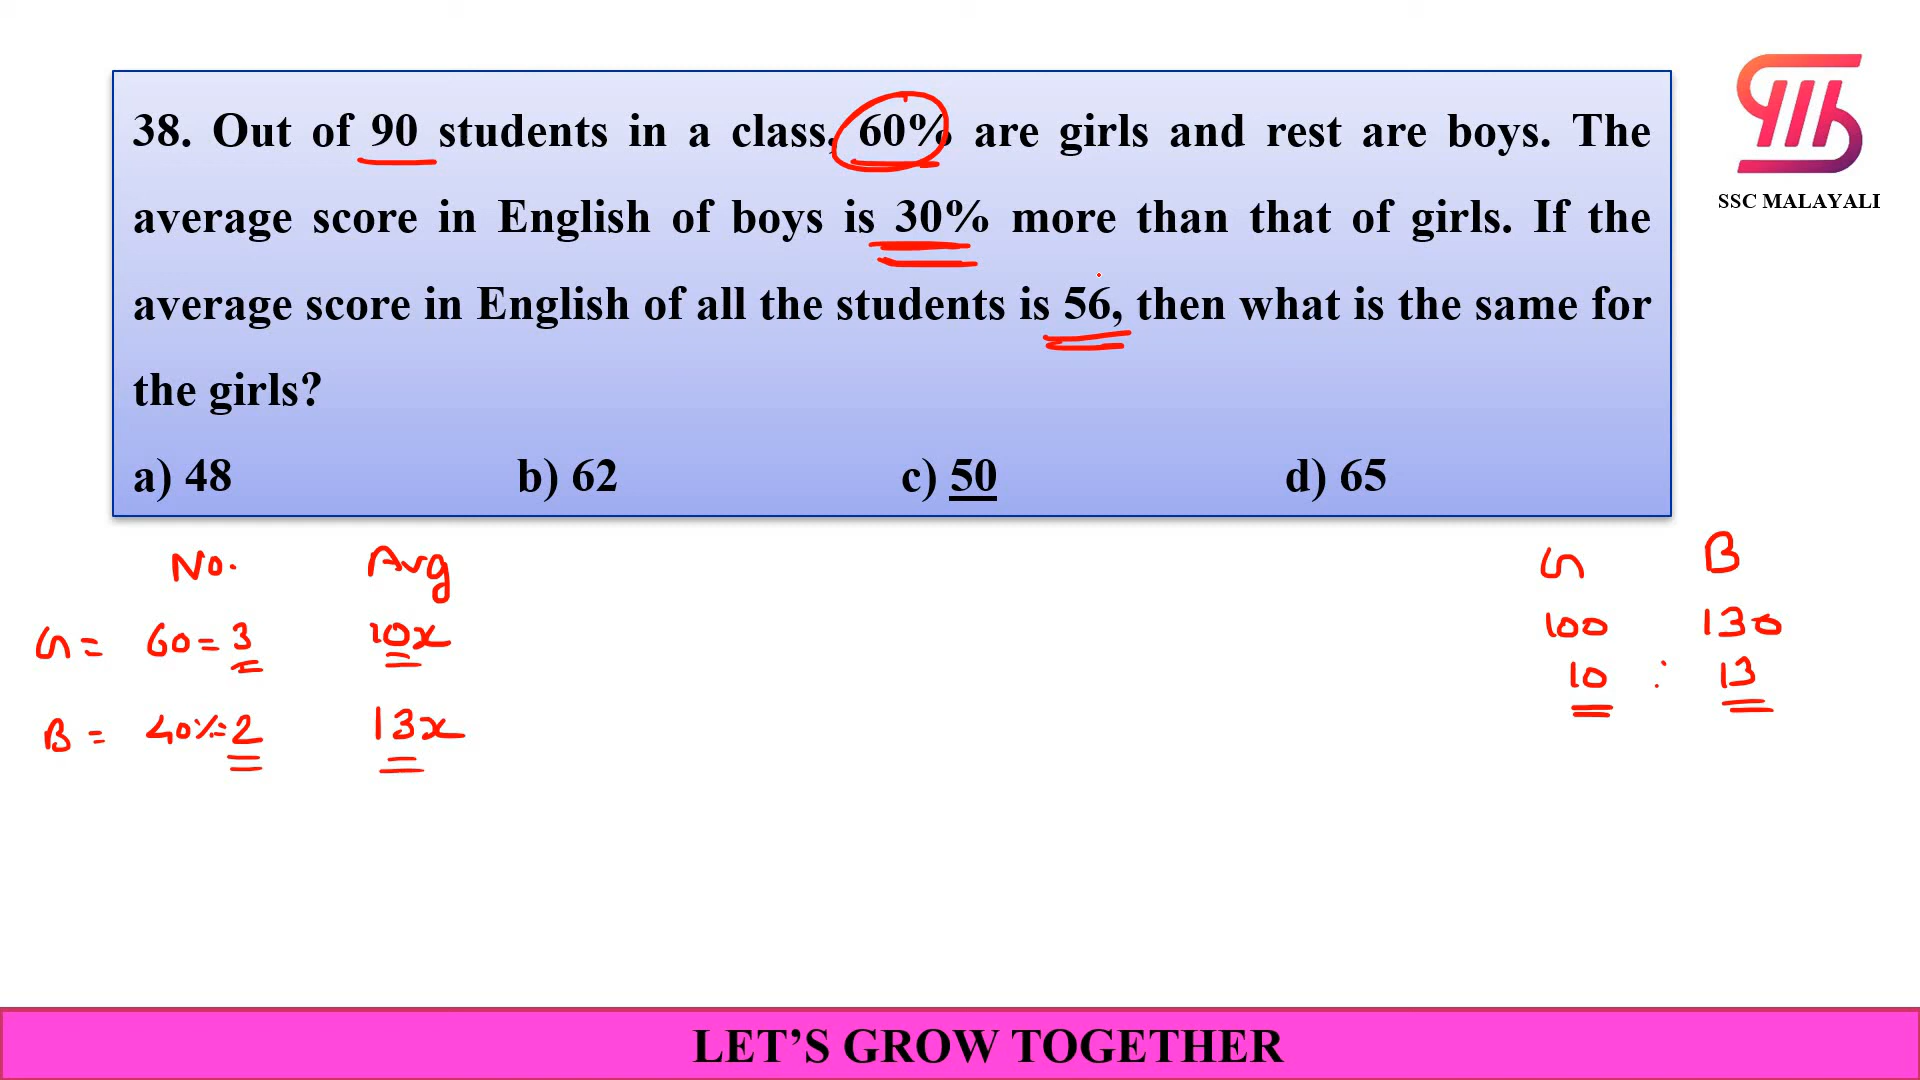 38. Out of 90 students in a class, 60% are girls and rest are boys. The
average score in English of boys is 30% more than that of girls. If the
average score in English of all the students is 56, then what is the same for
the girls?
a) 48 b) 62 c) 50 d) 65
SSC MALAYALI
No. Avg
G = 60 = 3 10x
B = 40% = 2 13x
G B
100 130
10 : 13
LET’S GROW TOGETHER